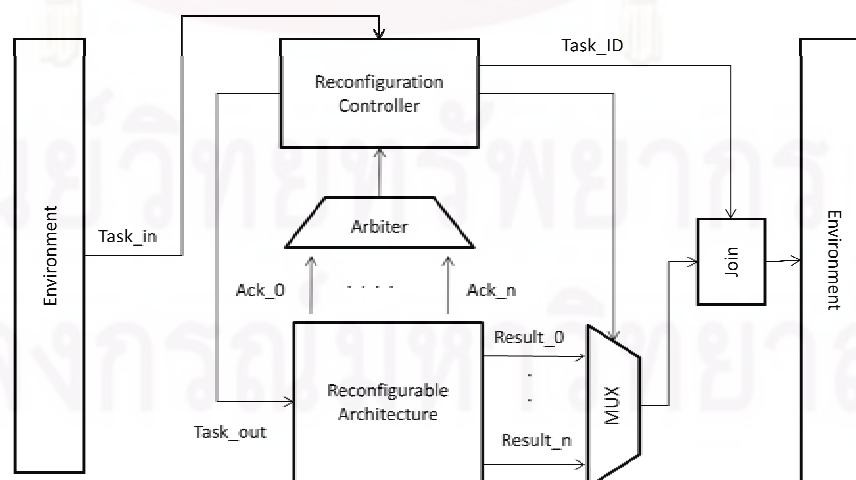 Task_ID
Reconfiguration
Controller
Environment
Task_in
Arbiter
Ack_0
. . . .
Ack_n
Join
Environment
Result_0
Reconfigurable
Architecture
MUX
Task_out
Result_n